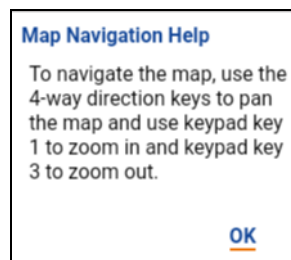 Map Navigation Help
To navigate the map, use the
4-way direction keys to pan
the map and use keypad key
1 to zoom in and keypad key
3 to zoom out.
OK